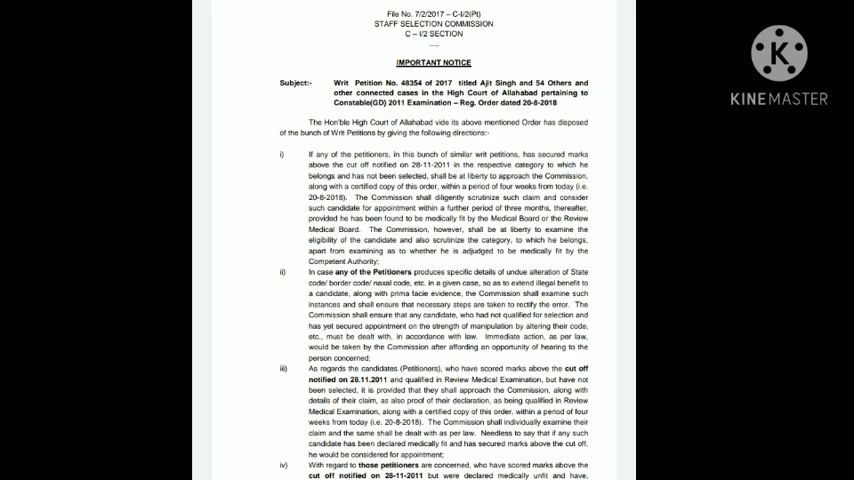 File No. 7/2/2017 – C-I/2(Pt)
STAFF SELECTION COMMISSION
C – I/2 SECTION
----
IMPORTANT NOTICE
Subject:- Writ Petition No. 48354 of 2017 titled Ajit Singh and 54 Others and
other connected cases in the High Court of Allahabad pertaining to
Constable(GD) 2011 Examination – Reg. Order dated 20-8-2018
The Hon'ble High Court of Allahabad vide its above mentioned Order has disposed
of the bunch of Writ Petitions by giving the following directions:-
i) If any of the petitioners, in this bunch of similar writ petitions, has secured marks
above the cut off notified on 28-11-2011 in the respective category to which he
belongs and has not been selected, shall be at liberty to approach the Commission,
along with a certified copy of this order, within a period of four weeks from today (i.e.
20-8-2018). The Commission shall diligently scrutinize such claim and consider
such candidate for appointment within a further period of three months, thereafter,
provided he has been found to be medically fit by the Medical Board or the Review
Medical Board. The Commission, however, shall be at liberty to examine the
eligibility of the candidate and also scrutinize the category, to which he belongs,
apart from examining as to whether he is adjudged to be medically fit by the
Competent Authority;
ii) In case any of the Petitioners produces specific details of undue alteration of State
code/ border code/ naxal code, etc. in a given case, so as to extend illegal benefit to
a candidate, along with prima facie evidence, the Commission shall examine such
instances and shall ensure that necessary steps are taken to rectify the error. The
Commission shall ensure that any candidate, who had not qualified for selection and
has yet secured appointment on the strength of manipulation by altering their code,
etc., must be dealt with, in accordance with law. Immediate action, as per law,
would be taken by the Commission after affording an opportunity of hearing to the
person concerned;
iii) As regards the candidates (Petitioners), who have scored marks above the cut off
notified on 28.11.2011 and qualified in Review Medical Examination, but have not
been selected, it is provided that they shall approach the Commission, along with
details of their claim, as also proof of their declaration, as being qualified in Review
Medical Examination, along with a certified copy of this order, within a period of four
weeks from today (i.e. 20-8-2018). The Commission shall individually examine their
claim and the same shall be dealt with as per law. Needless to say that if any such
candidate has been declared medically fit and has secured marks above the cut off,
he would be considered for appointment;
iv) With regard to those petitioners are concerned, who have scored marks above the
cut off notified on 28-11-2011 but were declared medically unfit and have,
K
KINEMASTER